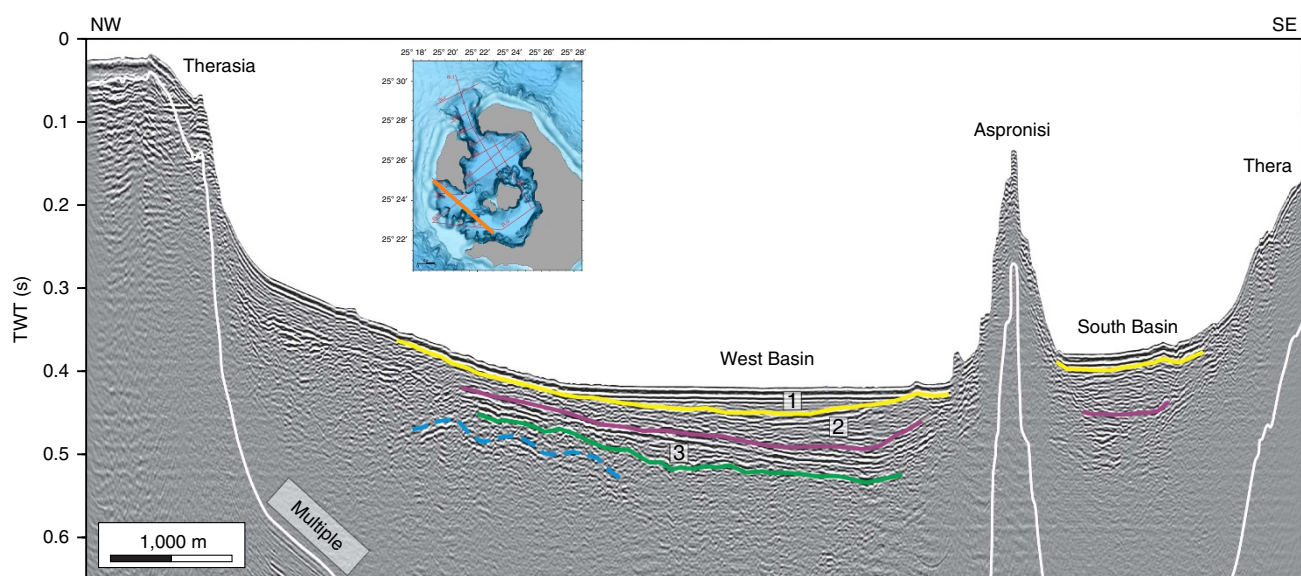 NW
SE
0
0.1
0.2
0.3
0.4
0.5
0.6
TWT (s)
Therasia
25° 18′ 25° 20′ 25° 22′ 25° 24′ 25° 26′ 25° 28′
25° 30′
25° 28′
25° 26′
25° 24′
25° 22′
Aspronisi
Thera
South Basin
West Basin
1
2
3
Multiple
1,000 m